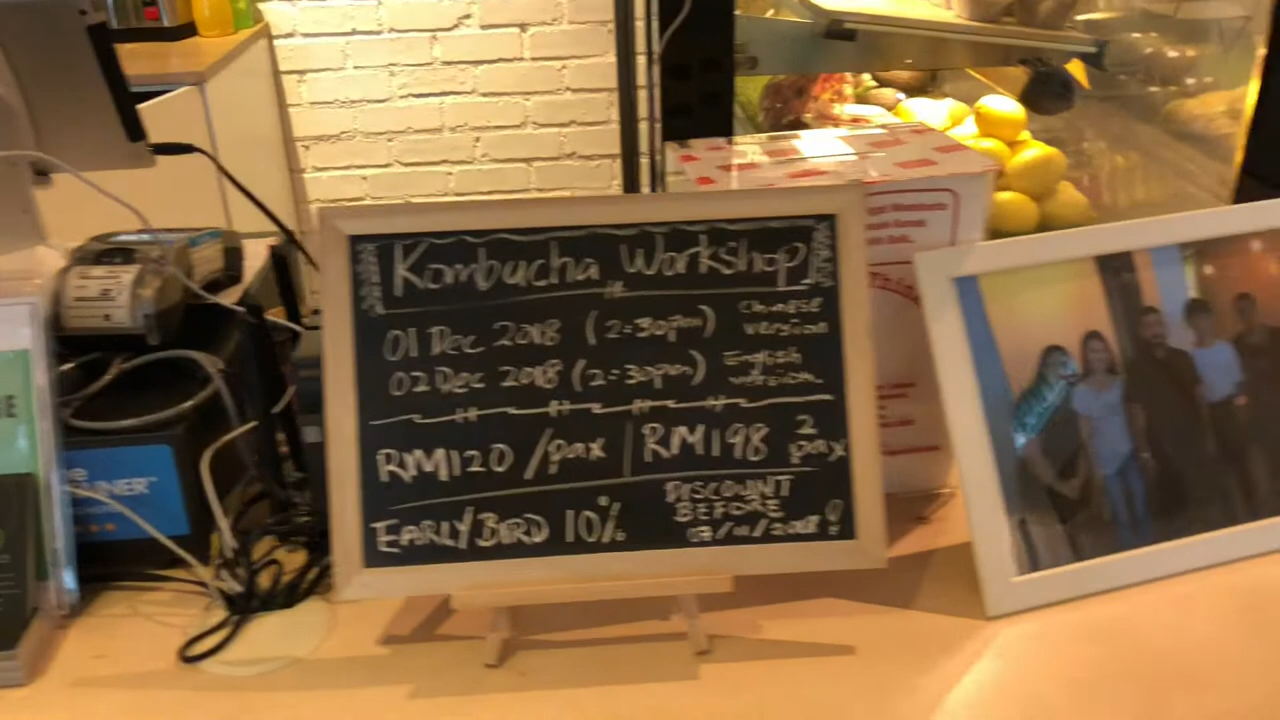 Kombucha Workshop
01 Dec 2018 (2:30pm) Chinese version
02 Dec 2018 (2:30pm) English version
RM120 /pax | RM198 2 pax
EARLY BIRD 10% DISCOUNT BEFORE